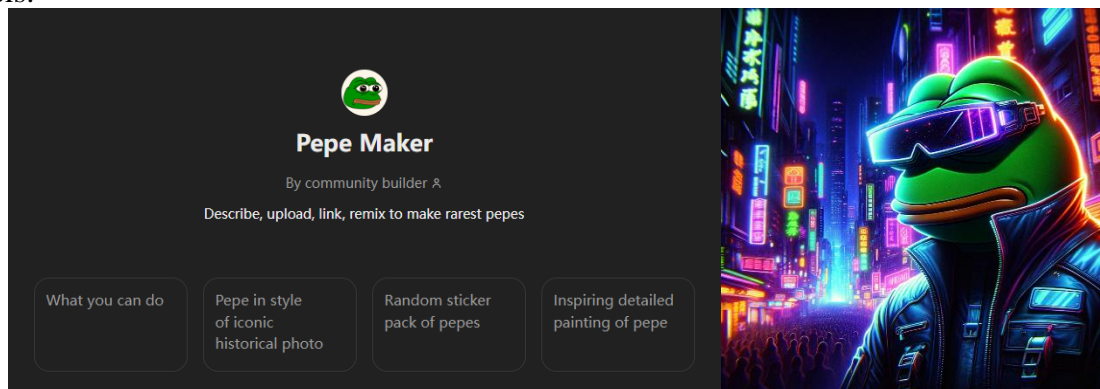 Pepe Maker
By community builder
Describe, upload, link, remix to make rarest pepes
What you can do
Pepe in style
of iconic
historical photo
Random sticker
pack of pepes
Inspiring detailed
painting of pepe